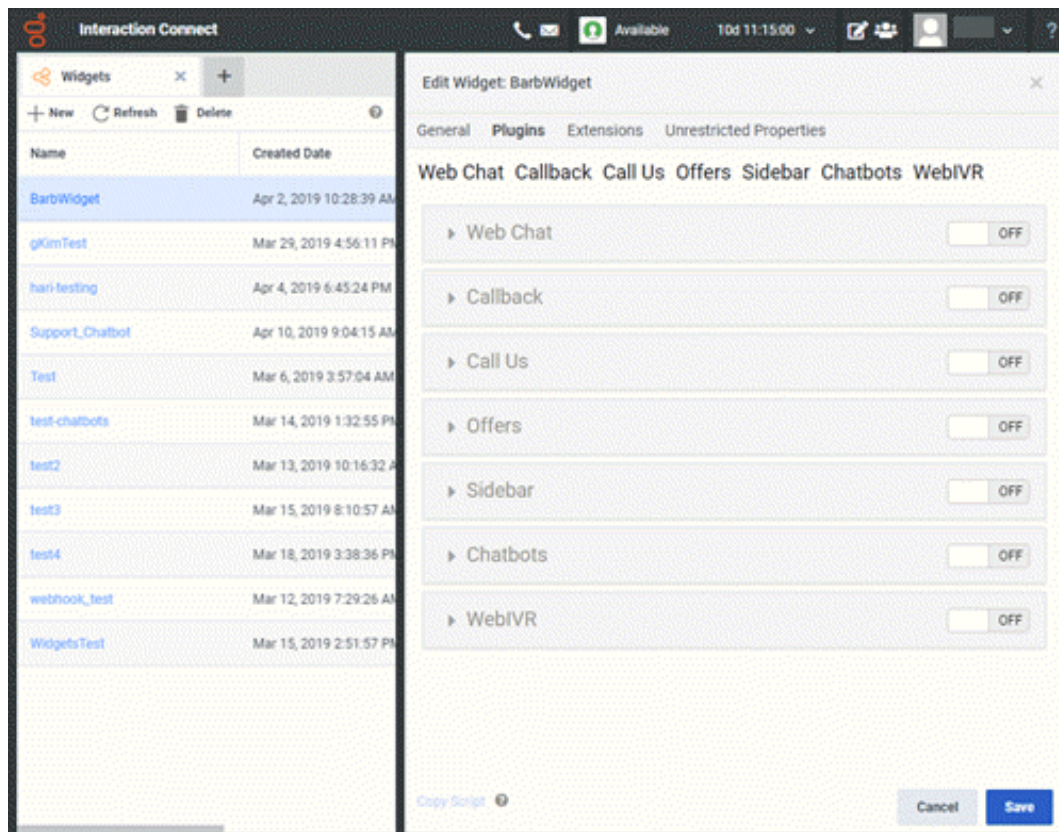 Interaction Connect
Available 10d 11:15:00 ?
Widgets × +
+ New Refresh Delete ?
Name Created Date
BarbWidget Apr 2, 2019 10:28:39 AM
gKimTest Mar 29, 2019 4:56:11 PM
hari-testing Apr 4, 2019 6:45:24 PM
Support_Chatbot Apr 10, 2019 9:04:15 AM
Test Mar 6, 2019 3:57:04 AM
test-chatbots Mar 14, 2019 1:32:55 PM
test2 Mar 13, 2019 10:16:32 A
test3 Mar 15, 2019 8:10:57 AM
test4 Mar 18, 2019 3:38:36 PM
webhook_test Mar 12, 2019 7:29:26 AM
WidgetsTest Mar 15, 2019 2:51:57 PM
Edit Widget: BarbWidget ×
General Plugins Extensions Unrestricted Properties
Web Chat Callback Call Us Offers Sidebar Chatbots WebIVR
Web Chat OFF
Callback OFF
Call Us OFF
Offers OFF
Sidebar OFF
Chatbots OFF
WebIVR OFF
Copy Script ?
Cancel Save